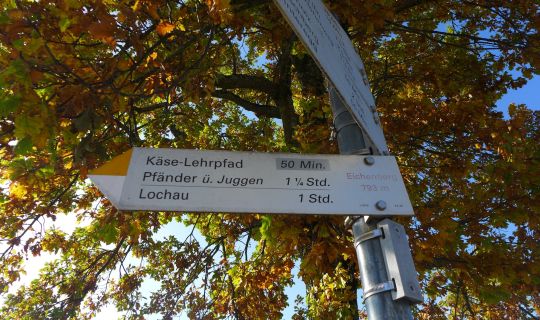 Käse-Lehrpfad 50 Min.
Pfänder ü. Juggen 1 ¼ Std.
Lochau 1 Std.
Eichenberg
793 m